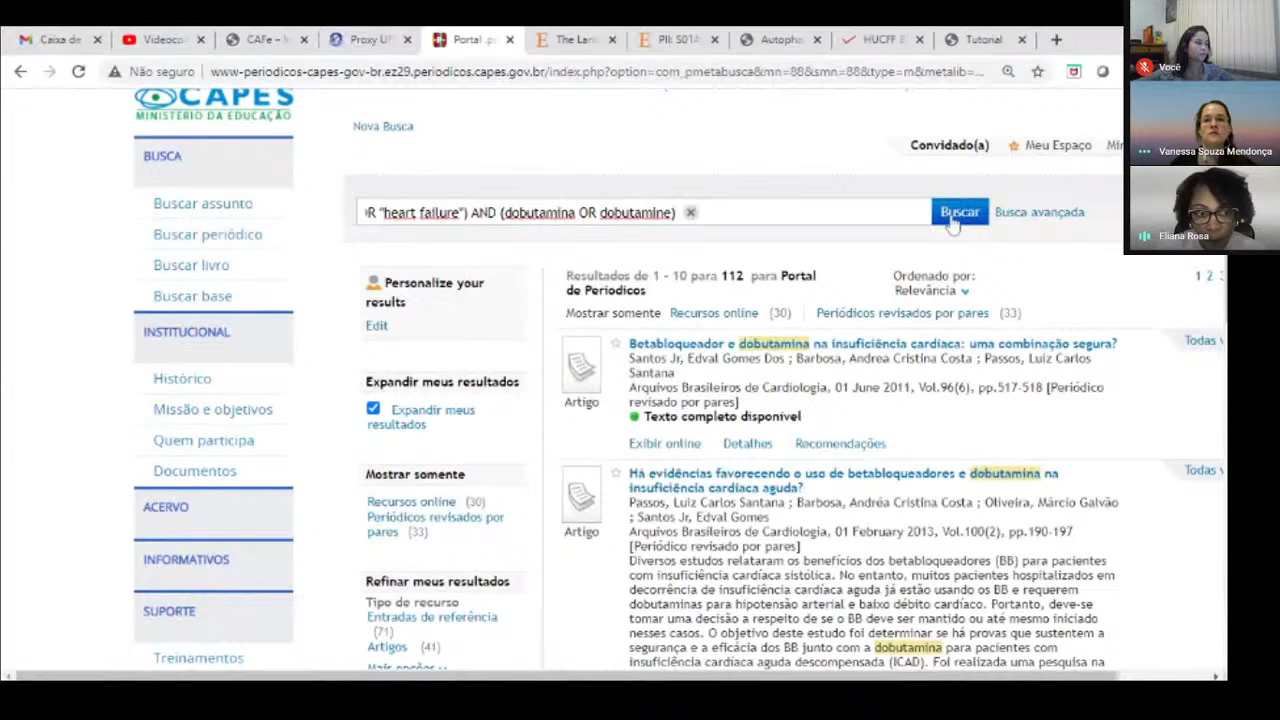 Caixa de
Videoco
CAFe – I
Proxy U
Portal .pe
The Lan
PII: S01
Autopha
HUCFF
Tutorial
Não seguro
www-periodicos-capes-gov-br.ez29.periodicos.capes.gov.br/index.php?option=com_pmetabusca&mn=88&smn=88&type=m&metalib=...
Você
Vanessa Souza Mendonça
Eliana Rosa
CAPES
MINISTÉRIO DA EDUCAÇÃO
Nova Busca
Convidado(a)
Meu Espaço
BUSCA
Buscar assunto
Buscar periódico
Buscar livro
Buscar base
INSTITUCIONAL
Histórico
Missão e objetivos
Quem participa
Documentos
ACERVO
INFORMATIVOS
SUPORTE
Treinamentos
"heart failure") AND (dobutamina OR dobutamine)
Buscar
Busca avançada
Personalize your
results
Edit
Expandir meus resultados
Expandir meus
resultados
Mostrar somente
Recursos online (30)
Periódicos revisados por
pares (33)
Refinar meus resultados
Tipo de recurso
Entradas de referência
(71)
Artigos (41)
Mais opções
Resultados de 1 - 10 para 112 para Portal
de Periodicos
Ordenado por:
Relevância
1 2
Mostrar somente Recursos online (30) Periódicos revisados por pares (33)
Artigo
Betabloqueador e dobutamina na insuficiência cardíaca: uma combinação segura?
Santos Jr, Edval Gomes Dos ; Barbosa, Andrea Cristina Costa ; Passos, Luiz Carlos
Santana
Arquivos Brasileiros de Cardiologia, 01 June 2011, Vol.96(6), pp.517-518 [Periódico
revisado por pares]
Texto completo disponível
Exibir online Detalhes Recomendações
Todas v
Artigo
Há evidências favorecendo o uso de betabloqueadores e dobutamina na
insuficiência cardíaca aguda?
Passos, Luiz Carlos Santana ; Barbosa, Andréa Cristina Costa ; Oliveira, Márcio Galvão
; Santos Jr, Edval Gomes
Arquivos Brasileiros de Cardiologia, 01 February 2013, Vol.100(2), pp.190-197
[Periódico revisado por pares]
Diversos estudos relataram os benefícios dos betabloqueadores (BB) para pacientes
com insuficiência cardíaca sistólica. No entanto, muitos pacientes hospitalizados em
decorrência de insuficiência cardíaca aguda já estão usando os BB e requerem
dobutaminas para hipotensão arterial e baixo débito cardíaco. Portanto, deve-se
tomar uma decisão a respeito de se o BB deve ser mantido ou até mesmo iniciado
nesses casos. O objetivo deste estudo foi determinar se há provas que sustentem a
segurança e a eficácia dos BB junto com a dobutamina para pacientes com
insuficiência cardíaca aguda descompensada (ICAD). Foi realizada uma pesquisa na
Todas v